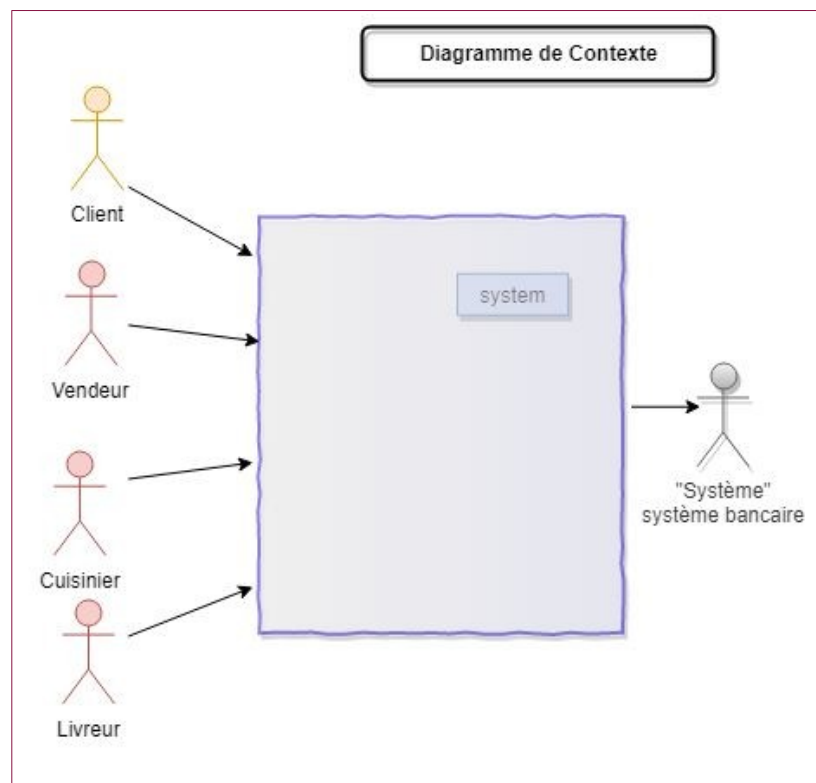 Diagramme de Contexte
Client
system
Vendeur
"Système"
système bancaire
Cuisinier
Livreur